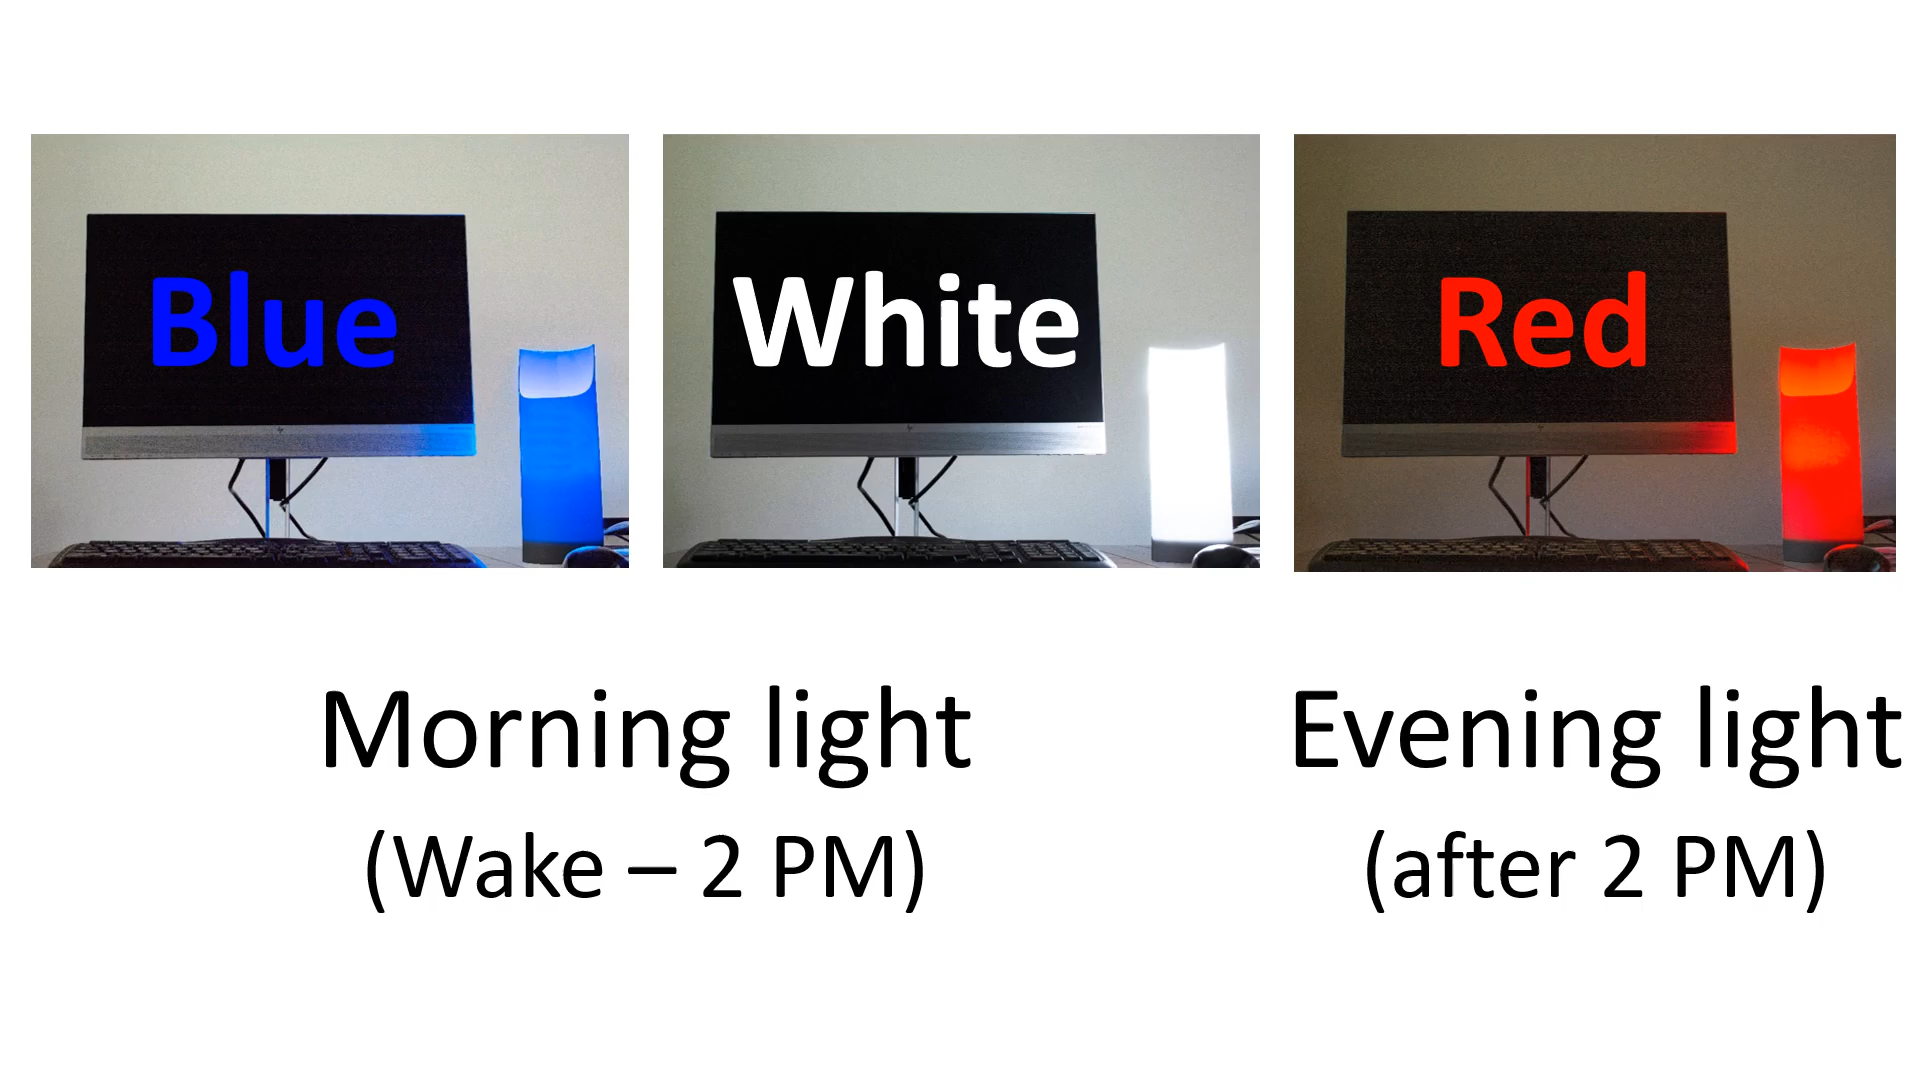 Blue
White
Red
Morning light
(Wake – 2 PM)
Evening light
(after 2 PM)